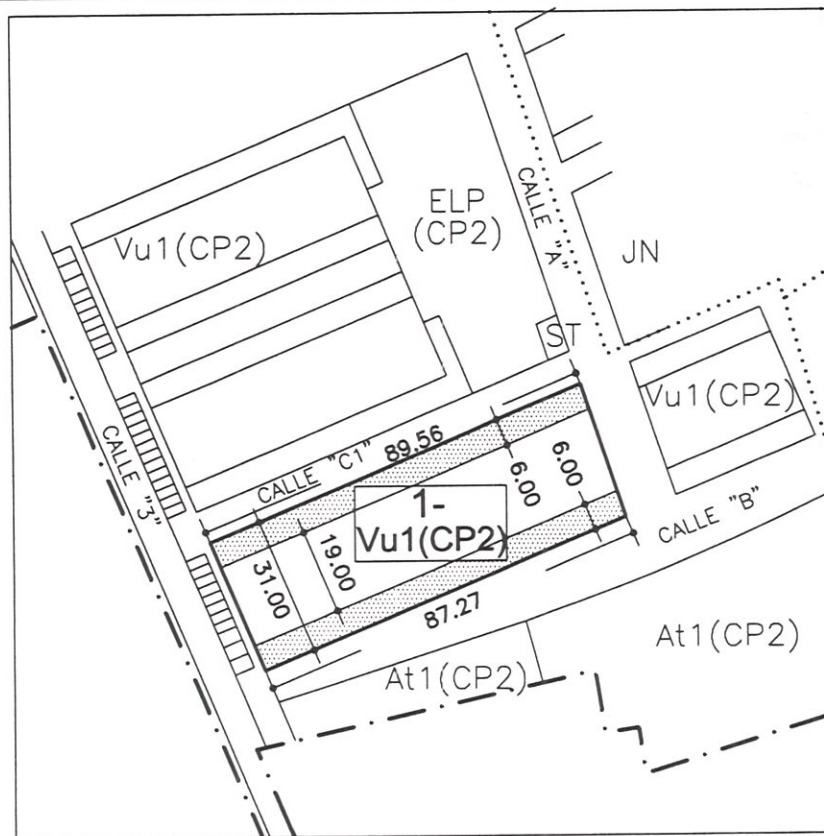 ELP
(CP2)
CALLE "A"
Vu1(CP2)
JN
ST
Vu1(CP2)
CALLE "3"
CALLE "C1"
89.56
6.00
6.00
1-
Vu1(CP2)
19.00
31.00
87.27
CALLE "B"
At1(CP2)
At1(CP2)